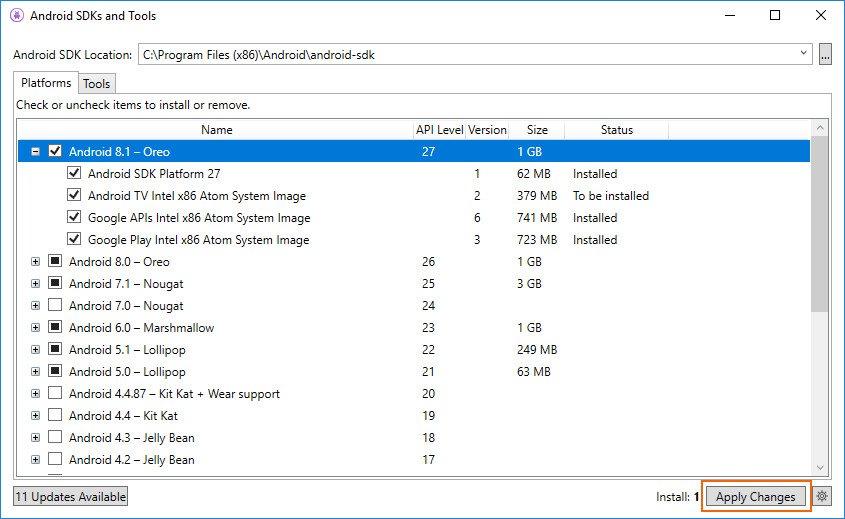 Android SDKs and Tools
Android SDK Location: C:\Program Files (x86)\Android\android-sdk ...
Platforms Tools
Check or uncheck items to install or remove.
Name API Level Version Size Status
Android 8.1 – Oreo 27 1 GB
Android SDK Platform 27 1 62 MB Installed
Android TV Intel x86 Atom System Image 2 379 MB To be installed
Google APIs Intel x86 Atom System Image 6 741 MB Installed
Google Play Intel x86 Atom System Image 3 723 MB Installed
Android 8.0 – Oreo 26 1 GB
Android 7.1 – Nougat 25 3 GB
Android 7.0 – Nougat 24
Android 6.0 – Marshmallow 23 1 GB
Android 5.1 – Lollipop 22 249 MB
Android 5.0 – Lollipop 21 63 MB
Android 4.4.87 – Kit Kat + Wear support 20
Android 4.4 – Kit Kat 19
Android 4.3 – Jelly Bean 18
Android 4.2 – Jelly Bean 17
11 Updates Available Install: 1 Apply Changes